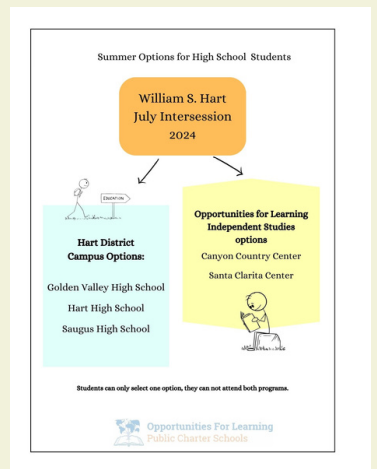 Summer Options for High School Students
William S. Hart
July Intersession
2024
EDUCATION
Hart District
Campus Options:
Golden Valley High School
Hart High School
Saugus High School
Opportunities for Learning
Independent Studies
options
Canyon Country Center
Santa Clarita Center
Students can only select one option, they can not attend both programs.
Opportunities For Learning
Public Charter Schools